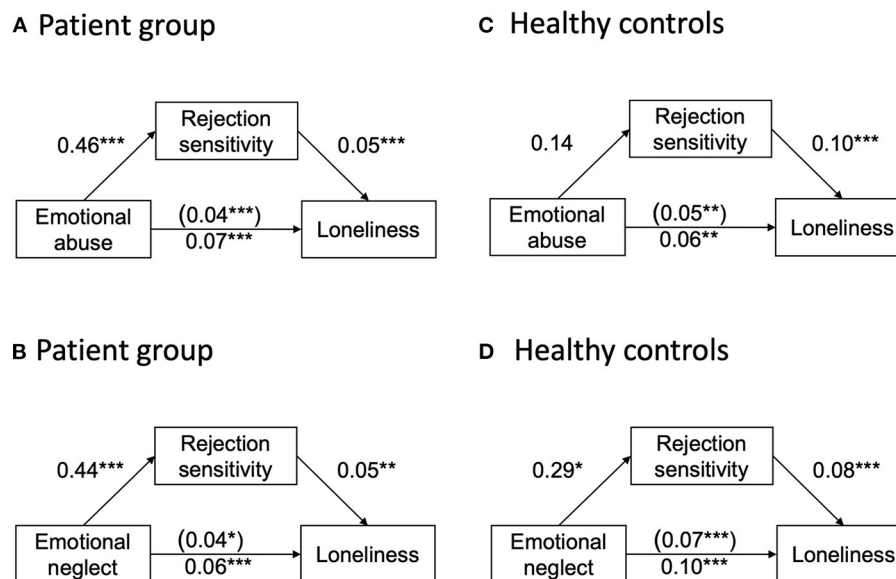 A Patient group
Rejection
sensitivity
0.46***
0.05***
Emotional
abuse
(0.04***)
0.07***
Loneliness
C Healthy controls
Rejection
sensitivity
0.14
0.10***
Emotional
abuse
(0.05**)
0.06**
Loneliness
B Patient group
Rejection
sensitivity
0.44***
0.05**
Emotional
neglect
(0.04*)
0.06***
Loneliness
D Healthy controls
Rejection
sensitivity
0.29*
0.08***
Emotional
neglect
(0.07***)
0.10***
Loneliness